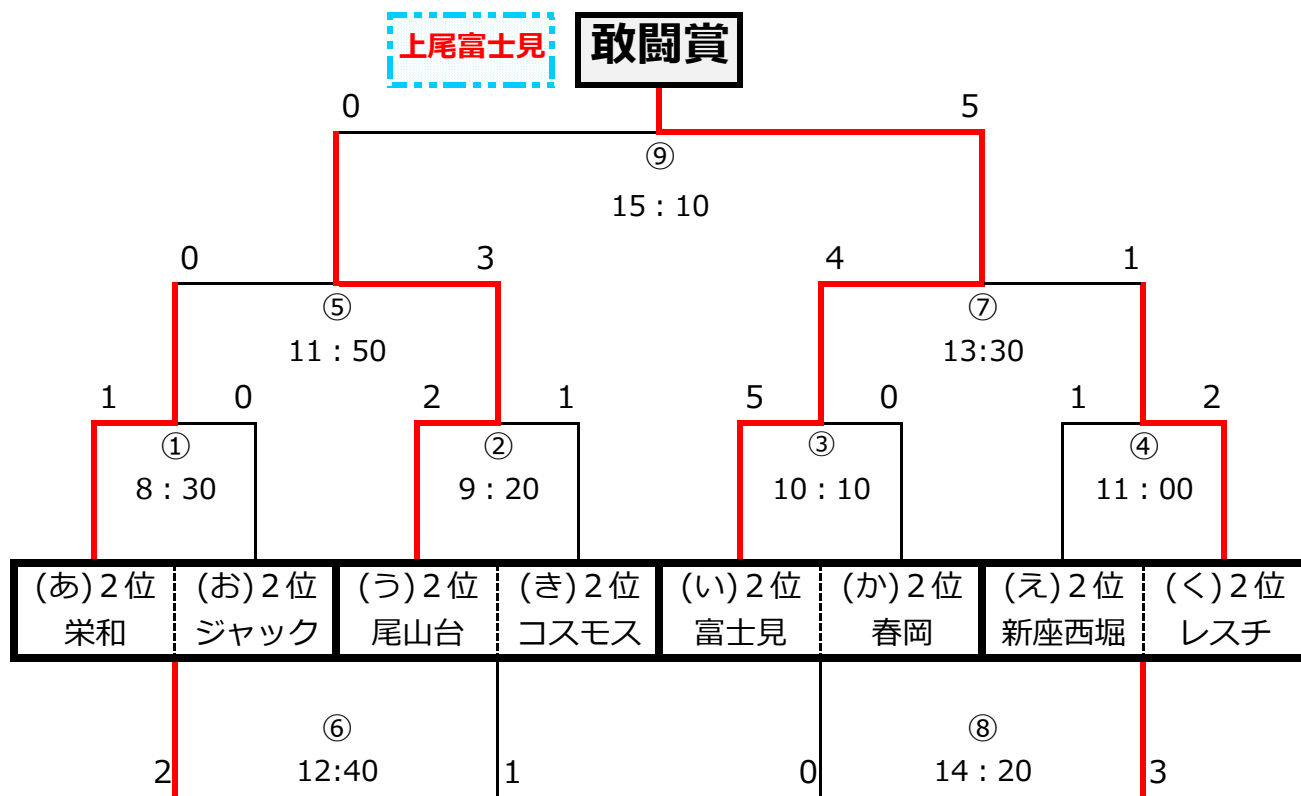 上尾富士見 敢闘賞
0 5
⑨
15：10
0 3 4 1
⑤ ⑦
11：50 13:30
1 0 2 1 5 0 1 2
① ② ③ ④
8：30 9：20 10：10 11：00
(あ)２位 (お)２位 (う)２位 (き)２位 (い)２位 (か)２位 (え)２位 (く)２位
栄和 ジャック 尾山台 コスモス 富士見 春岡 新座西堀 レスチ
⑥ ⑧
2 12:40 1 0 14：20 3